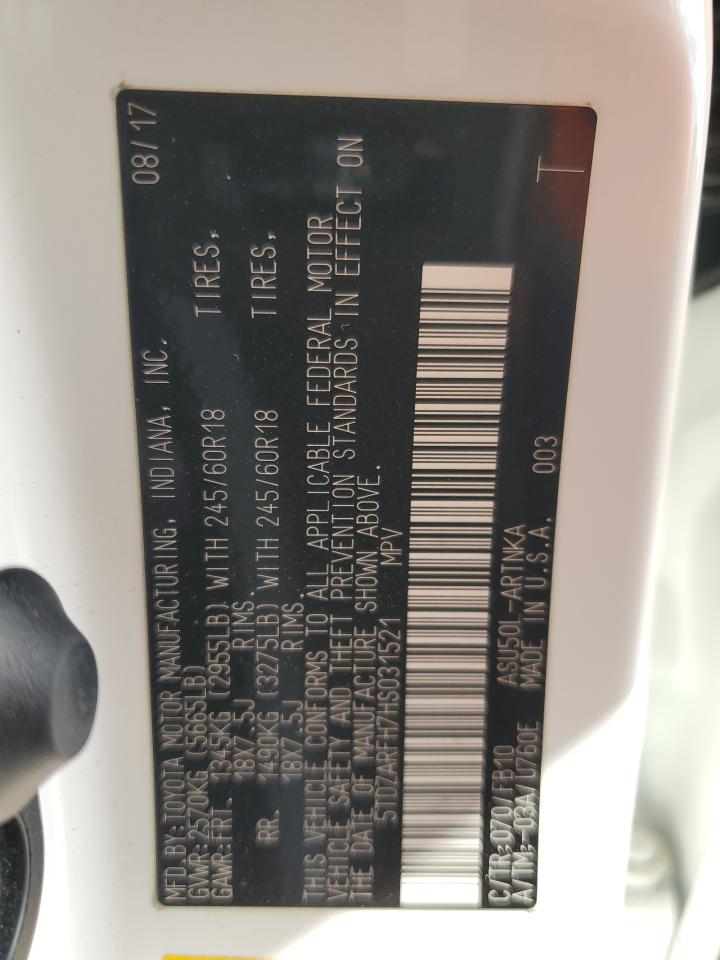 MFD BY:TOYOTA MOTOR MANUFACTURING, INDIANA, INC. 08/17
GVWR:2570KG (5665LB)
GAWR:FRT. 1345KG (2955LB) WITH 245/60R18 TIRES,
18X7.5J RIMS.
RR. 1490KG (3275LB) WITH 245/60R18 TIRES,
18X7.5J RIMS.
THIS VEHICLE CONFORMS TO ALL APPLICABLE FEDERAL MOTOR
VEHICLE SAFETY AND THEFT PREVENTION STANDARDS IN EFFECT ON
THE DATE OF MANUFACTURE SHOWN ABOVE.
5TDZARFH7HS031521 MPV
C/TR:070/FB10 ASU50L-ARTNKA
A/TM:-03A/U760E MADE IN U.S.A. 003 T